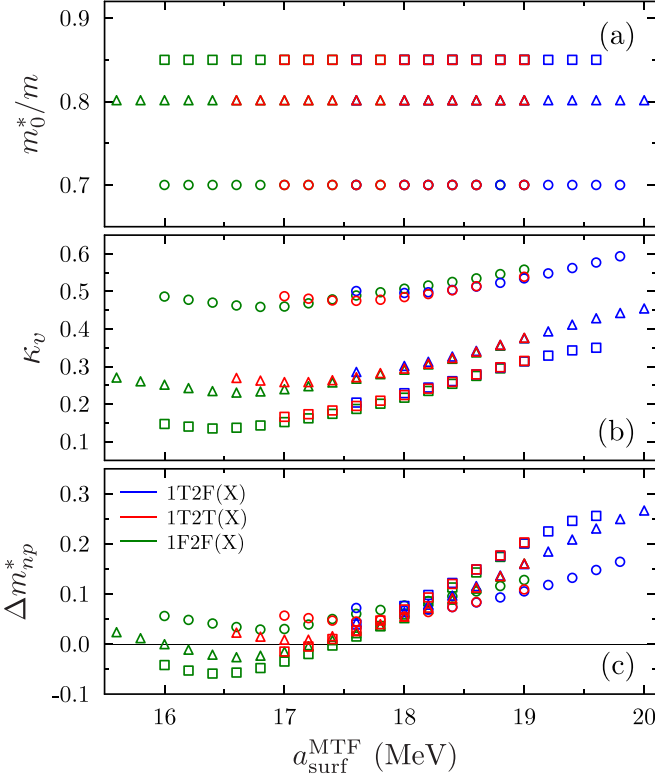 (a)
m*0/m
0.9
0.8
0.7
(b)
κv
0.6
0.5
0.4
0.3
0.2
0.1
(c)
Δm*np
0.3
0.2
0.1
0.0
-0.1
1T2F(X)
1T2T(X)
1F2F(X)
16 17 18 19 20
aMTFsurf (MeV)